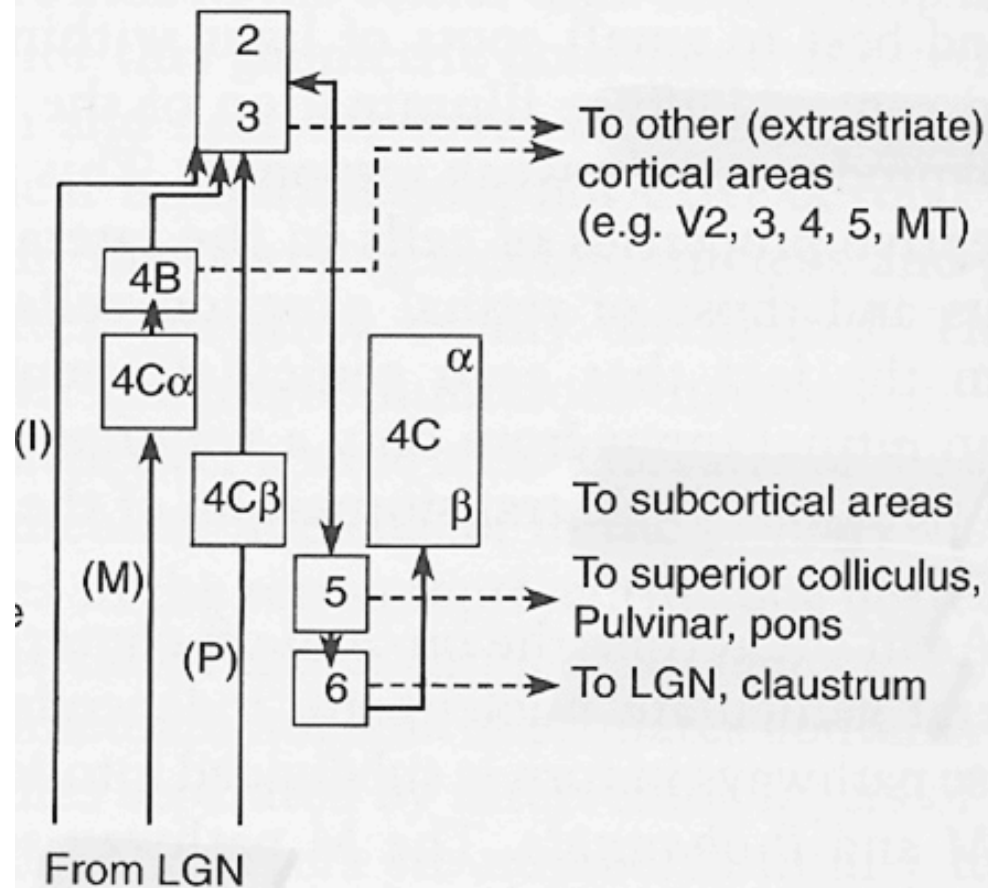 2
3
To other (extrastriate)
cortical areas
(e.g. V2, 3, 4, 5, MT)
4B
4Cα
α
4C
β
(I)
4Cβ
To subcortical areas
(M)
5
To superior colliculus,
Pulvinar, pons
(P)
6
To LGN, claustrum
From LGN